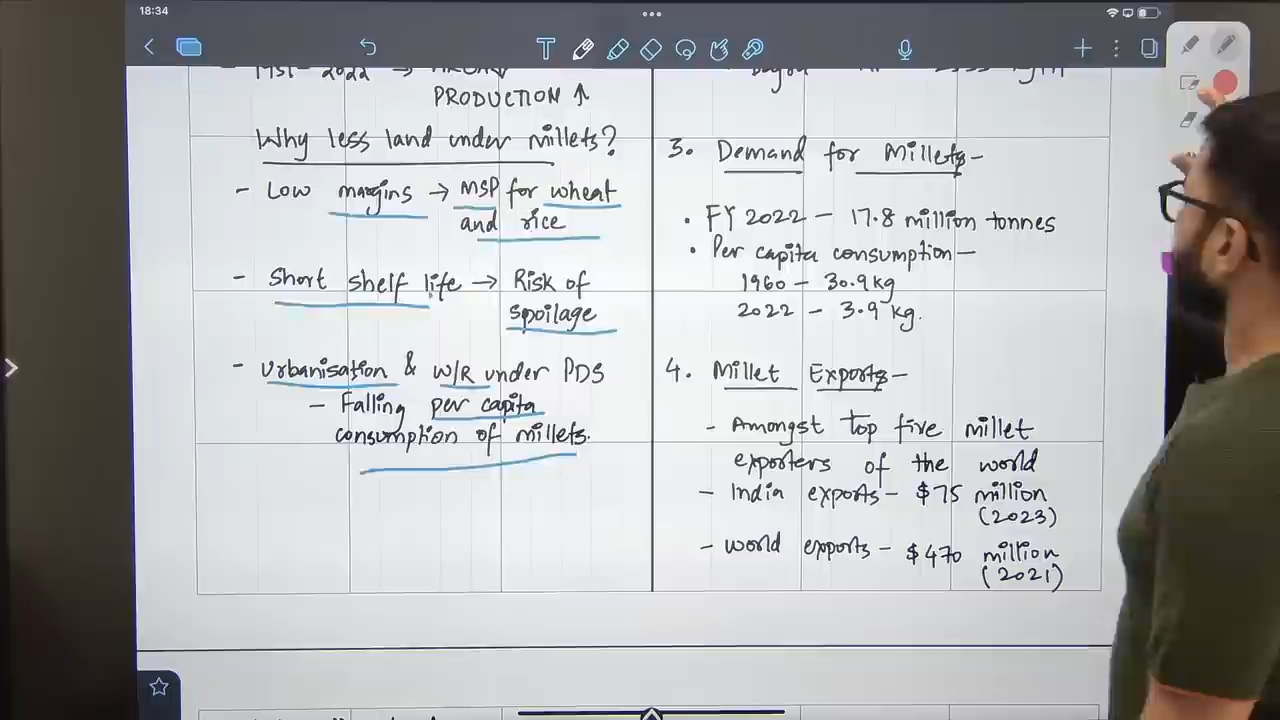 18:34
PRODUCTION ↑
Why less land under millets?
- Low margins → MSP for wheat
and rice
- Short shelf life → Risk of
spoilage
- Urbanisation & W/R under PDS
- Falling per capita
consumption of millets.
3. Demand for Millets-
• FY 2022 - 17.8 million tonnes
• Per capita consumption-
1960 - 30.9 kg
2022 - 3.9 kg.
4. Millet Exports-
- Amongst top five millet
exporters of the world
- India exports - $75 million
(2023)
- World exports - $470 million
(2021)